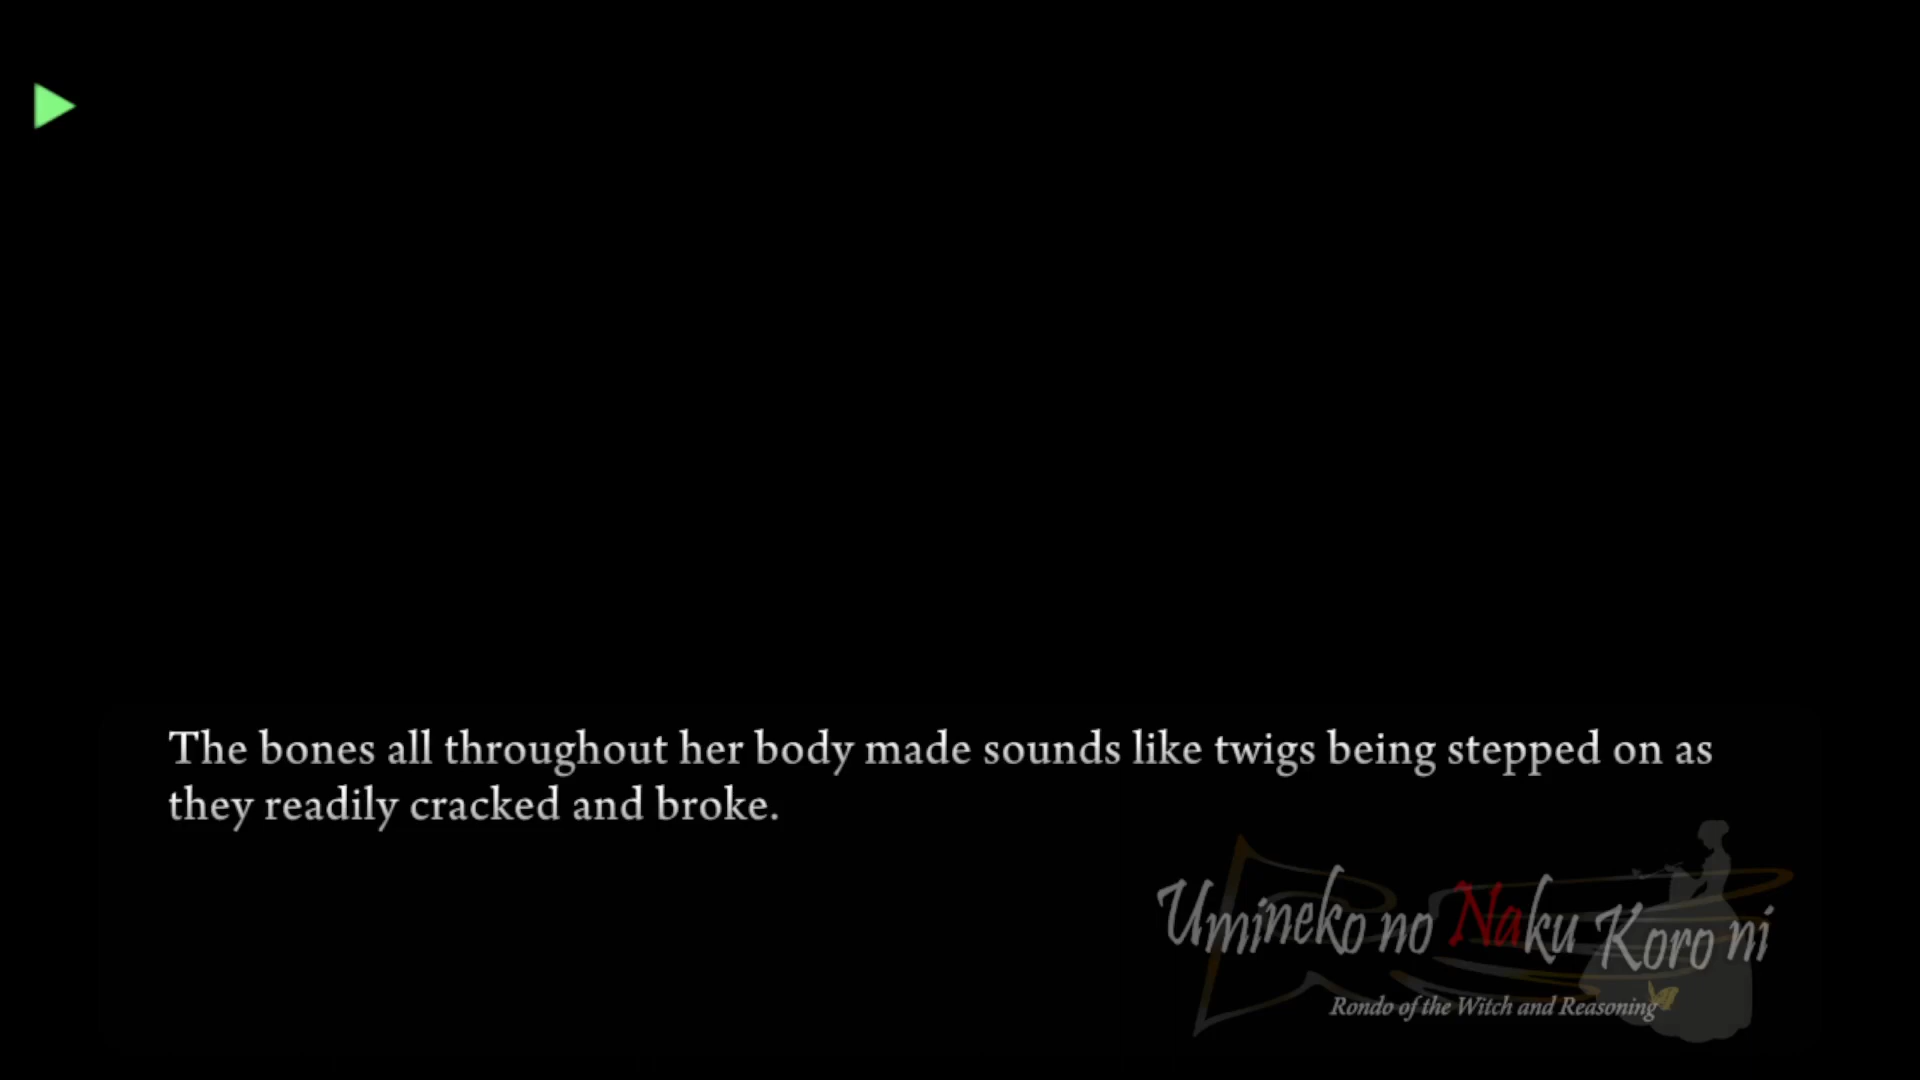 The bones all throughout her body made sounds like twigs being stepped on as
they readily cracked and broke.
Umineko no Naku Koro ni
Rondo of the Witch and Reasoning